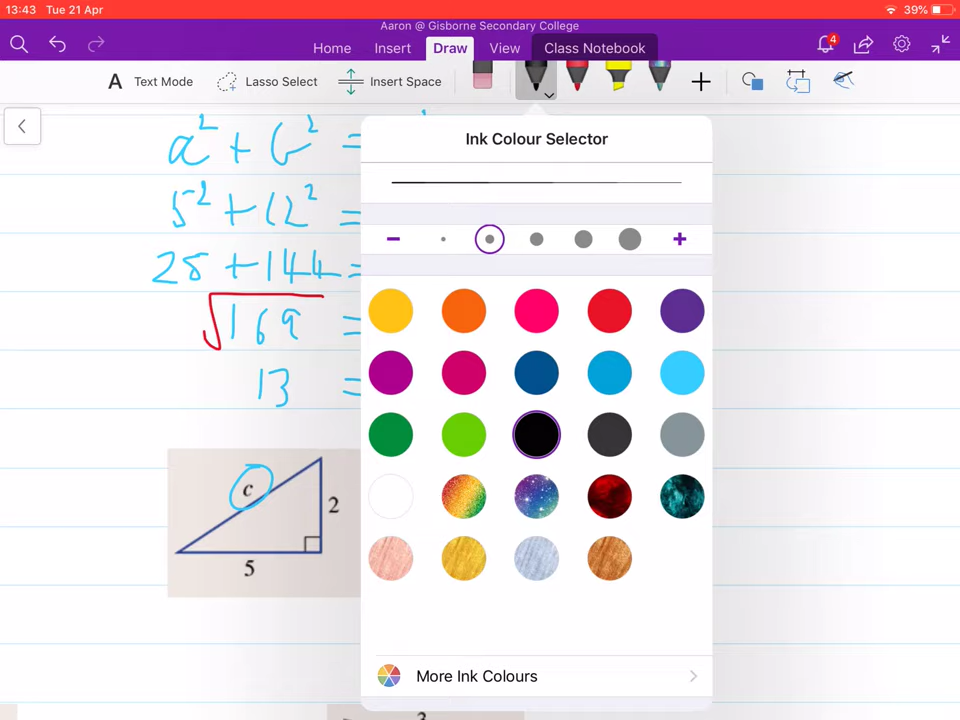 13:43 Tue 21 Apr 39%
Aaron @ Gisborne Secondary College
Home Insert Draw View Class Notebook 4
A Text Mode Lasso Select Insert Space
Ink Colour Selector
a² + b² =
5² + 12² =
25 + 144 =
√169 =
13 =
c
2
5
More Ink Colours
3